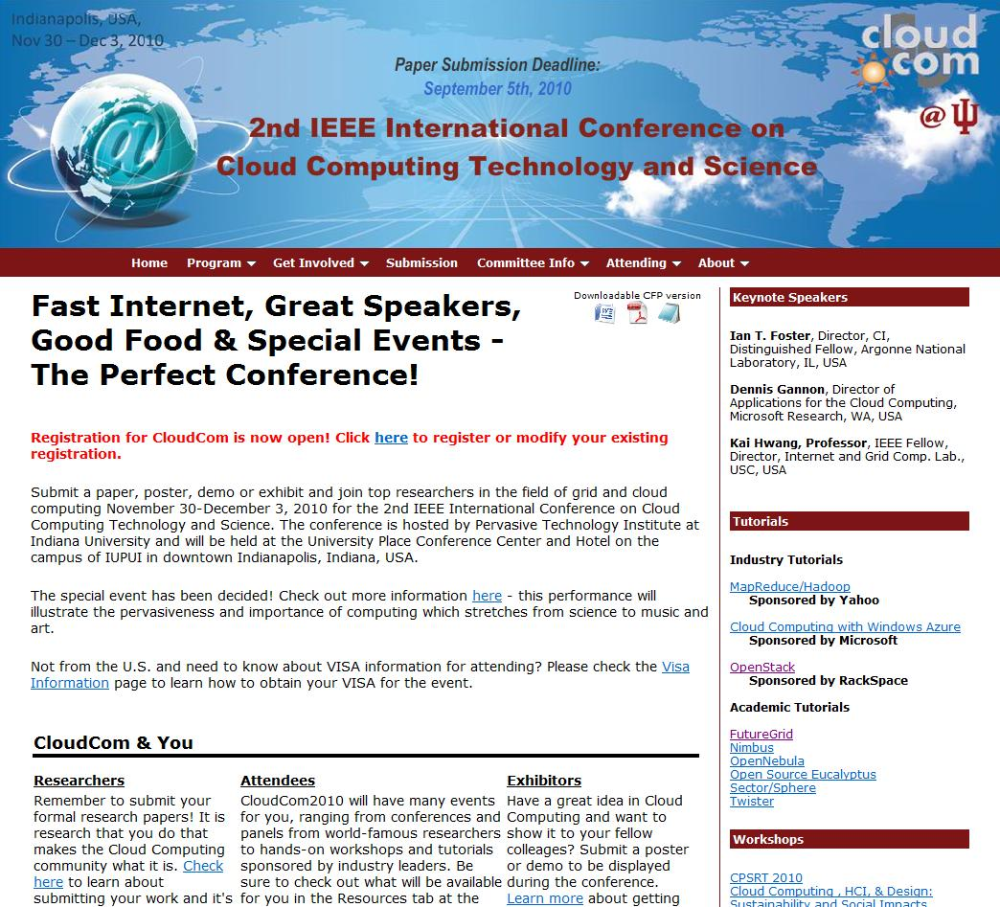 Indianapolis, USA,
Nov 30 – Dec 3, 2010
Paper Submission Deadline:
September 5th, 2010
2nd IEEE International Conference on
Cloud Computing Technology and Science
cloud
com
@
@
Home Program Get Involved Submission Committee Info Attending About
Fast Internet, Great Speakers,
Good Food & Special Events -
The Perfect Conference!
Downloadable CFP version
Registration for CloudCom is now open! Click here to register or modify your existing
registration.
Submit a paper, poster, demo or exhibit and join top researchers in the field of grid and cloud
computing November 30-December 3, 2010 for the 2nd IEEE International Conference on Cloud
Computing Technology and Science. The conference is hosted by Pervasive Technology Institute at
Indiana University and will be held at the University Place Conference Center and Hotel on the
campus of IUPUI in downtown Indianapolis, Indiana, USA.
The special event has been decided! Check out more information here - this performance will
illustrate the pervasiveness and importance of computing which stretches from science to music and
art.
Not from the U.S. and need to know about VISA information for attending? Please check the Visa
Information page to learn how to obtain your VISA for the event.
CloudCom & You
Researchers
Remember to submit your
formal research papers! It is
research that you do that
makes the Cloud Computing
community what it is. Check
here to learn about
submitting your work and it's
Attendees
CloudCom2010 will have many events
for you, ranging from conferences and
panels from world-famous researchers
to hands-on workshops and tutorials
sponsored by industry leaders. Be
sure to check out what will be available
for you in the Resources tab at the
Exhibitors
Have a great idea in Cloud
Computing and want to
show it to your fellow
colleages? Submit a poster
or demo to be displayed
during the conference.
Learn more about getting
Keynote Speakers
Ian T. Foster, Director, CI,
Distinguished Fellow, Argonne National
Laboratory, IL, USA
Dennis Gannon, Director of
Applications for the Cloud Computing,
Microsoft Research, WA, USA
Kai Hwang, Professor, IEEE Fellow,
Director, Internet and Grid Comp. Lab.,
USC, USA
Tutorials
Industry Tutorials
MapReduce/Hadoop
Sponsored by Yahoo
Cloud Computing with Windows Azure
Sponsored by Microsoft
OpenStack
Sponsored by RackSpace
Academic Tutorials
FutureGrid
Nimbus
OpenNebula
Open Source Eucalyptus
Sector/Sphere
Twister
Workshops
CPSRT 2010
Cloud Computing , HCI, & Design:
Sustainability and Social Impacts